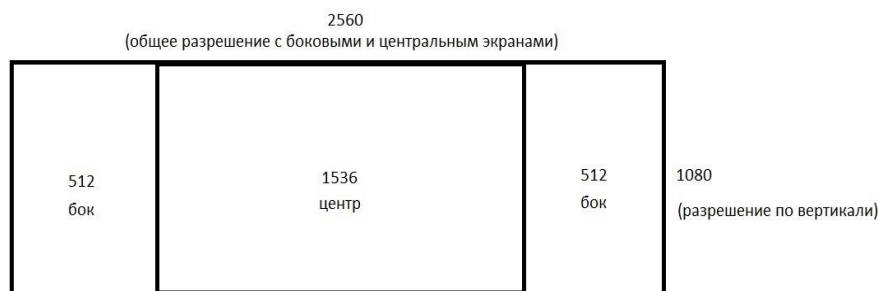 2560
(общее разрешение с боковыми и центральным экранами)
512
бок
1536
центр
512
бок
1080
(разрешение по вертикали)